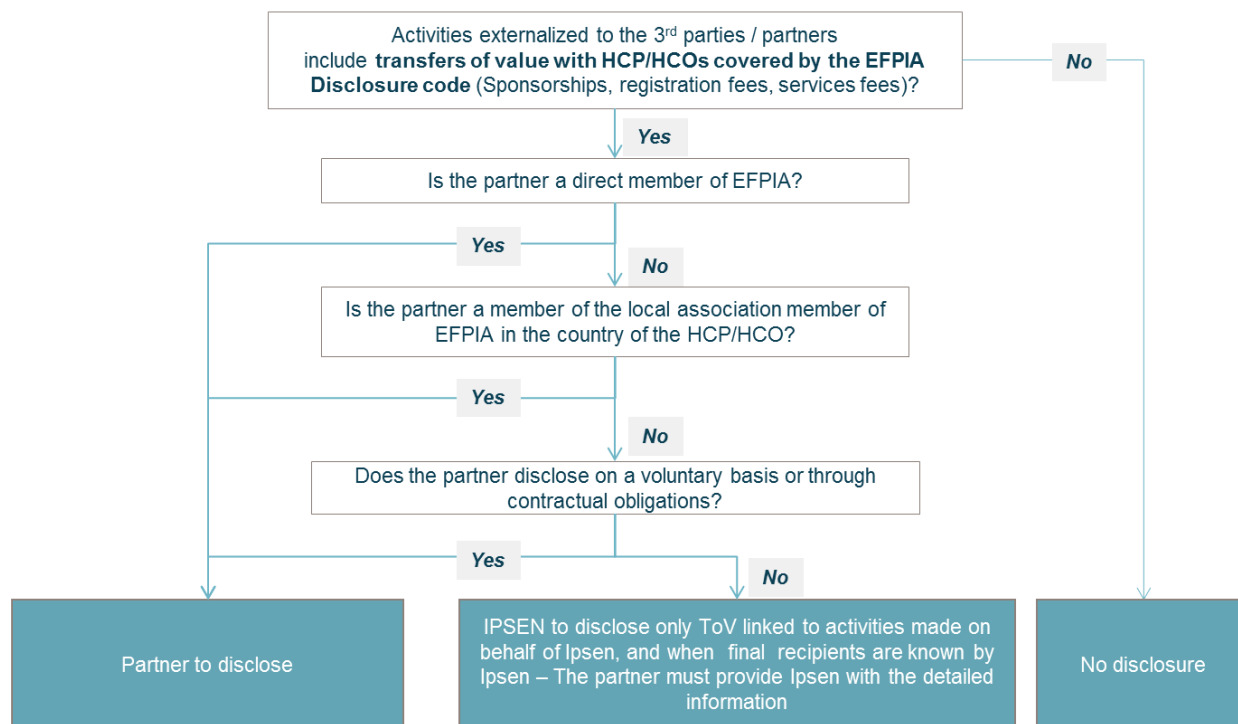 Activities externalized to the 3rd parties / partners
include transfers of value with HCP/HCOs covered by the EFPIA
Disclosure code (Sponsorships, registration fees, services fees)?
No
Yes
Is the partner a direct member of EFPIA?
Yes
No
Is the partner a member of the local association member of
EFPIA in the country of the HCP/HCO?
Yes
No
Does the partner disclose on a voluntary basis or through
contractual obligations?
Yes
No
Partner to disclose
IPSEN to disclose only ToV linked to activities made on
behalf of Ipsen, and when final recipients are known by
Ipsen – The partner must provide Ipsen with the detailed
information
No disclosure